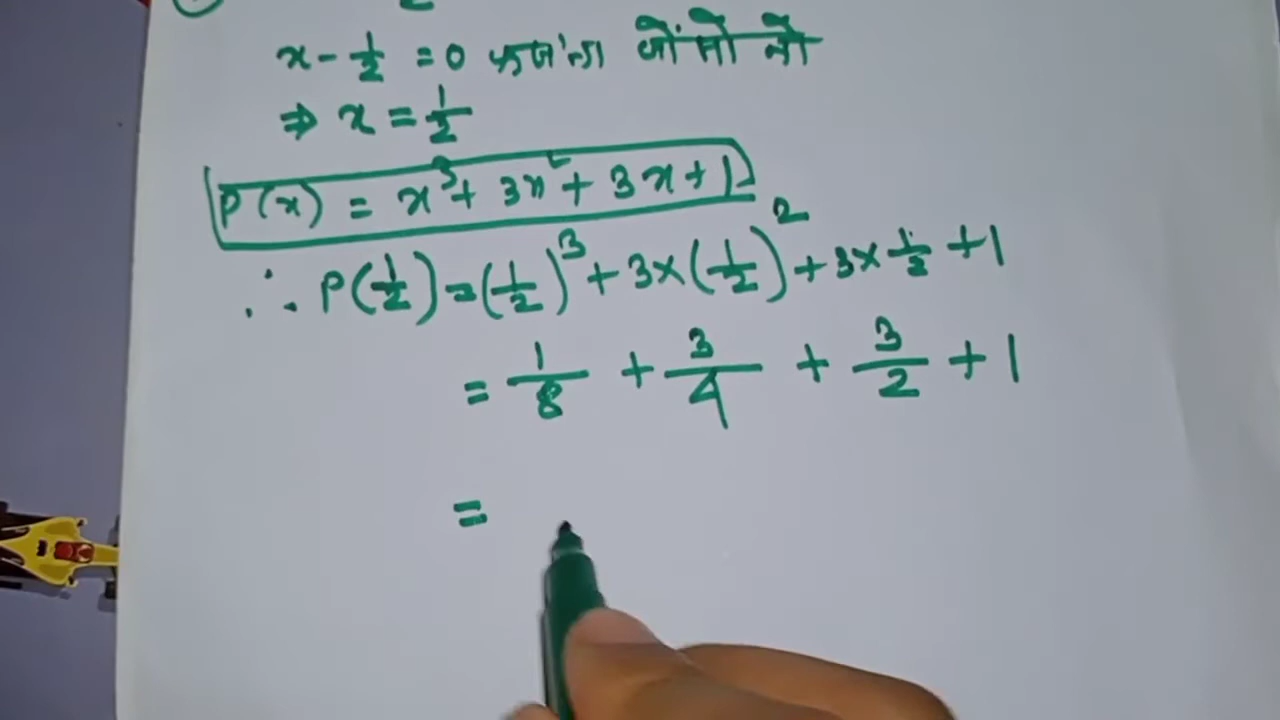 x - 1/2 = 0
⇒ x = 1/2
P(x) = x³ + 3x² + 3x + 1
∴ P(1/2) = (1/2)³ + 3×(1/2)² + 3×1/2 + 1
= 1/8 + 3/4 + 3/2 + 1
=